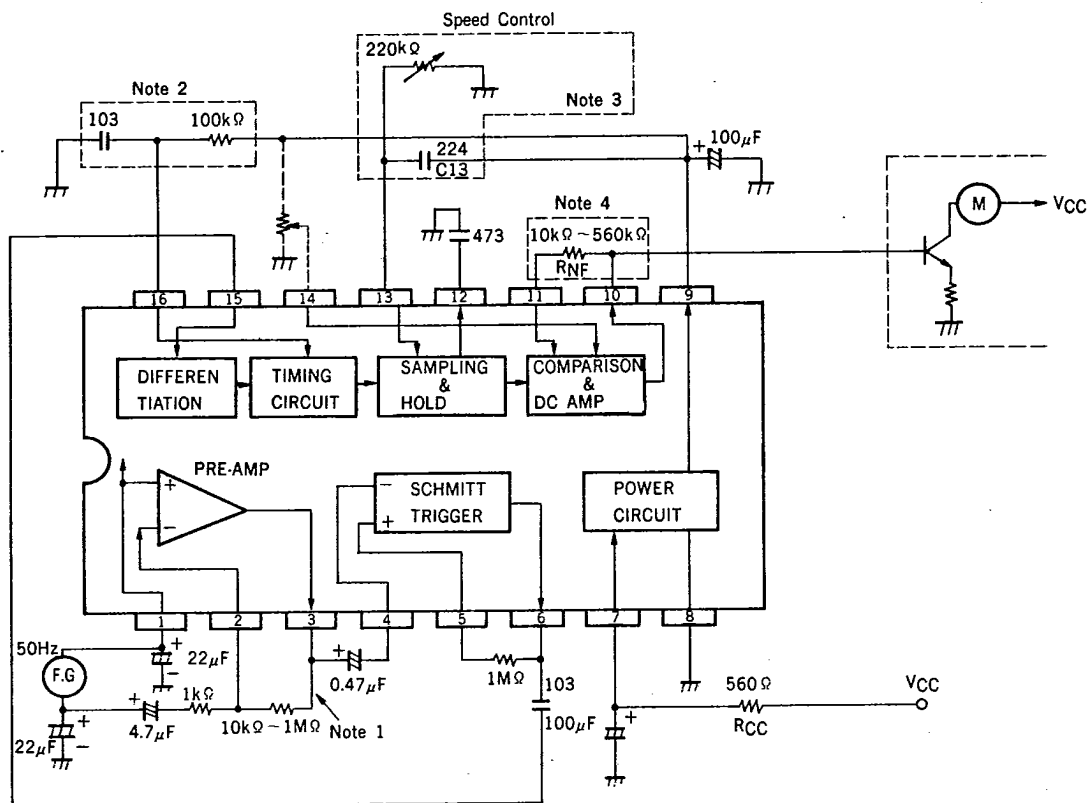 Speed Control
220kΩ
Note 3
Note 2
103
100kΩ
224
C13
+
100μF
M
VCC
Note 4
10kΩ~560kΩ
RNF
473
16
15
14
13
12
11
10
9
DIFFEREN
TIATION
TIMING
CIRCUIT
SAMPLING
&
HOLD
COMPARISON
&
DC AMP
PRE-AMP
+
−
−
+
SCHMITT
TRIGGER
POWER
CIRCUIT
1
2
3
4
5
6
7
8
50Hz
F.G
+
22μF
−
+
4.7μF
1kΩ
10kΩ~1MΩ
+
0.47μF
Note 1
1MΩ
103
100μF
+
560Ω
RCC
VCC
22μF
+
−